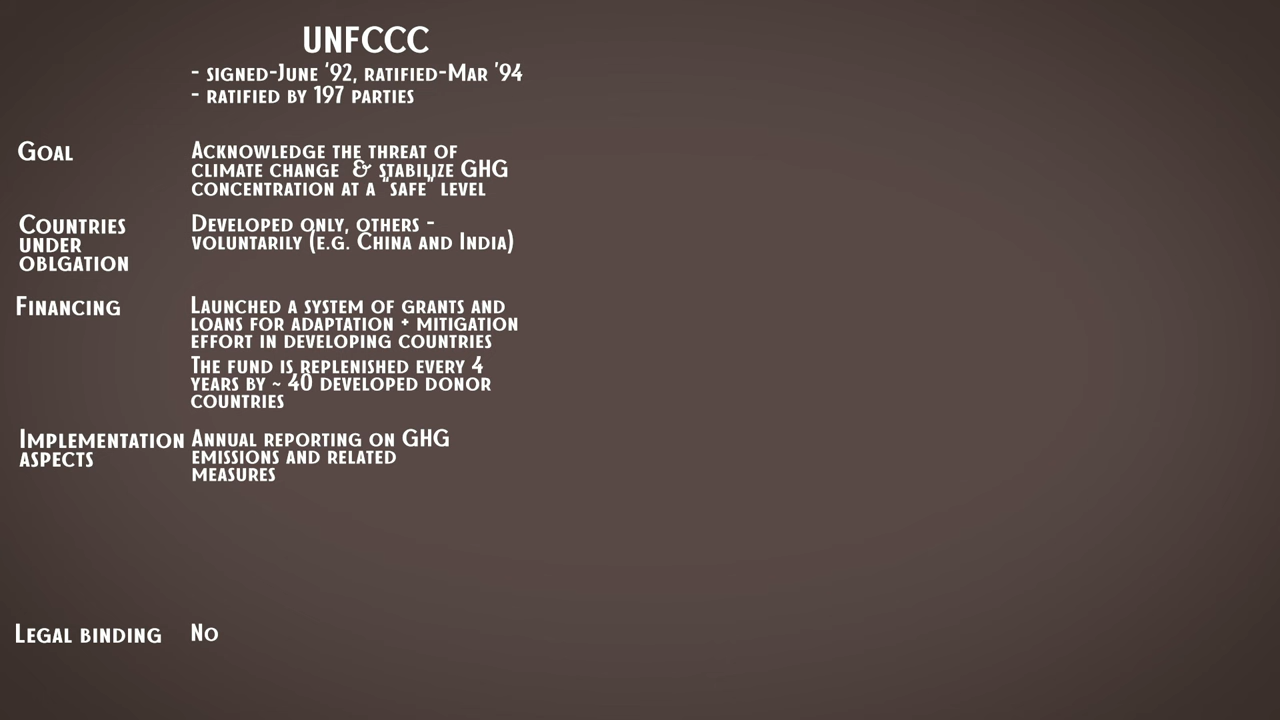 UNFCCC
- signed-June '92, ratified-Mar '94
- ratified by 197 parties
Goal
Acknowledge the threat of
climate change & stabilize GHG
concentration at a "safe" level
Countries
under
oblgation
Developed only, others -
voluntarily (e.g. China and India)
Financing
Launched a system of grants and
loans for adaptation + mitigation
effort in developing countries
The fund is replenished every 4
years by ~ 40 developed donor
countries
Implementation
aspects
Annual reporting on GHG
emissions and related
measures
Legal binding
No